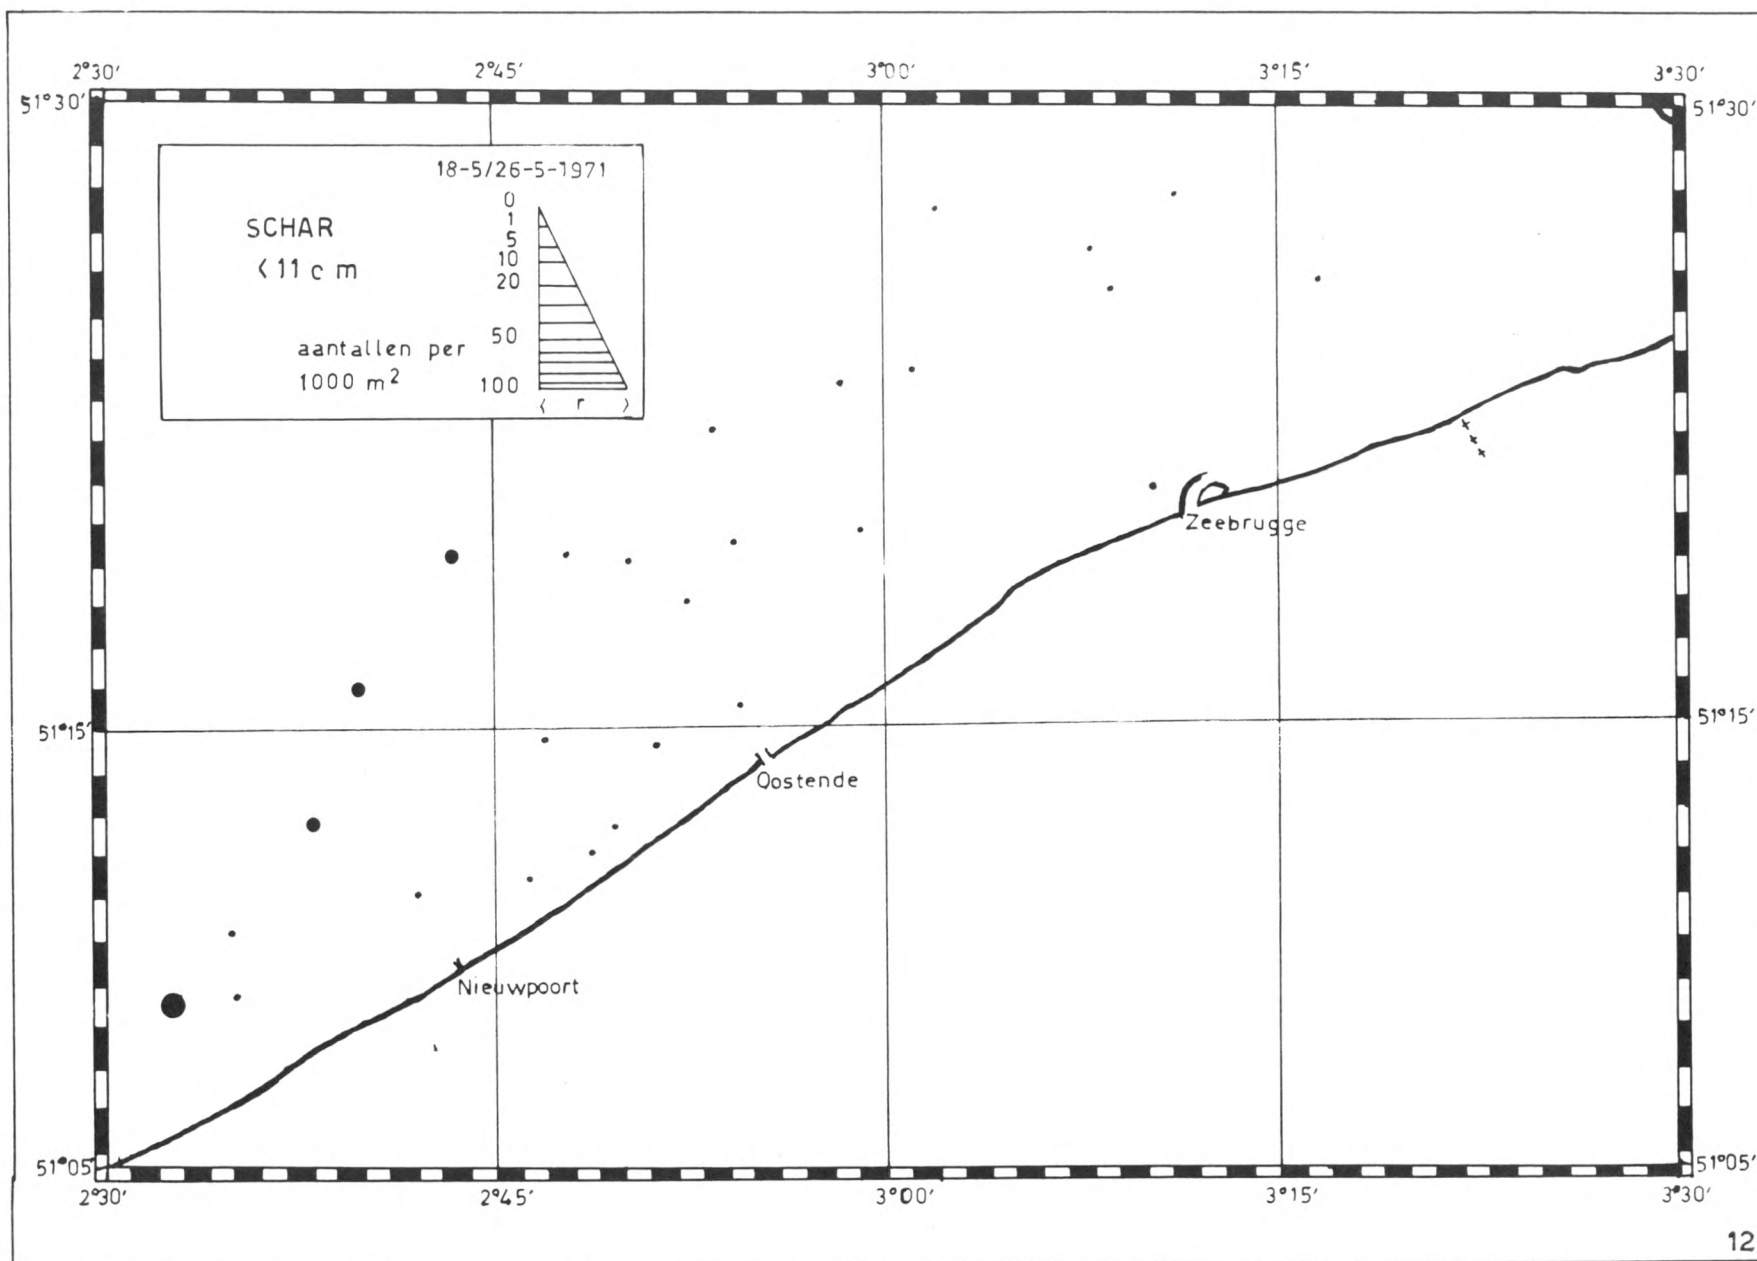 2°30′ 2°45′ 3°00′ 3°15′ 3°30′
51°30′ 51°30′
18-5/26-5-1971
0
1
SCHAR 5
<11 cm 10
20
50
aantallen per
1000 m² 100
< r >
Zeebrugge
51°15′ 51°15′
Oostende
Nieuwpoort
51°05′ 51°05′
2°30′ 2°45′ 3°00′ 3°15′ 3°30′
12